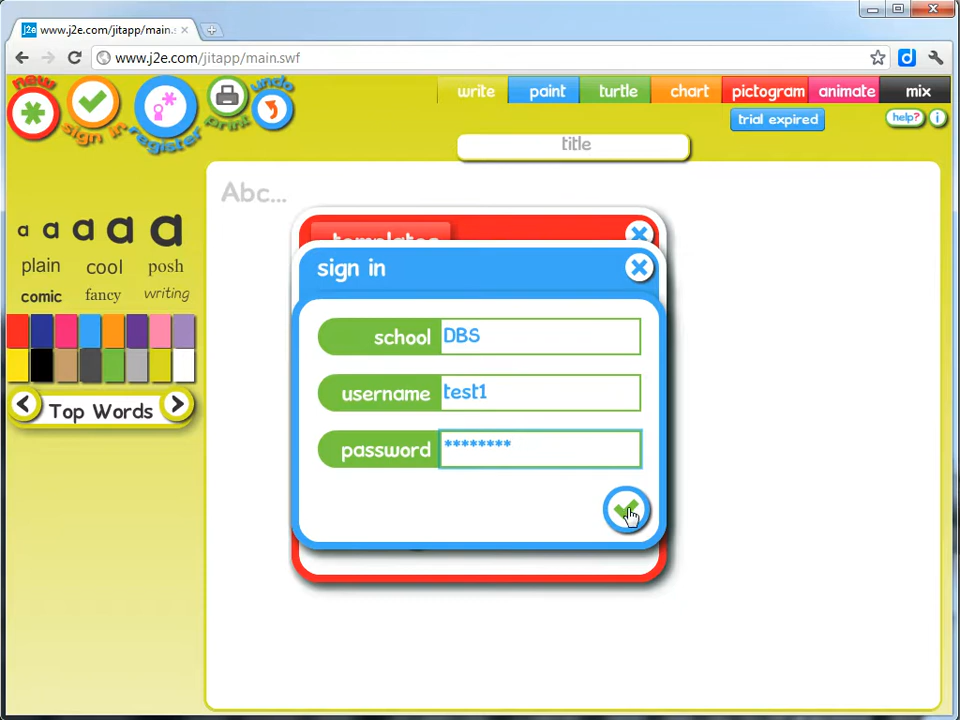 www.j2e.com/jitapp/main.s
www.j2e.com/jitapp/main.swf
new
sign in
register
print
undo
write
paint
turtle
chart
pictogram
animate
mix
trial expired
help?
i
title
Abc...
a a a a a
plain cool posh
comic fancy writing
Top Words
templates
sign in
school DBS
username test1
password ********